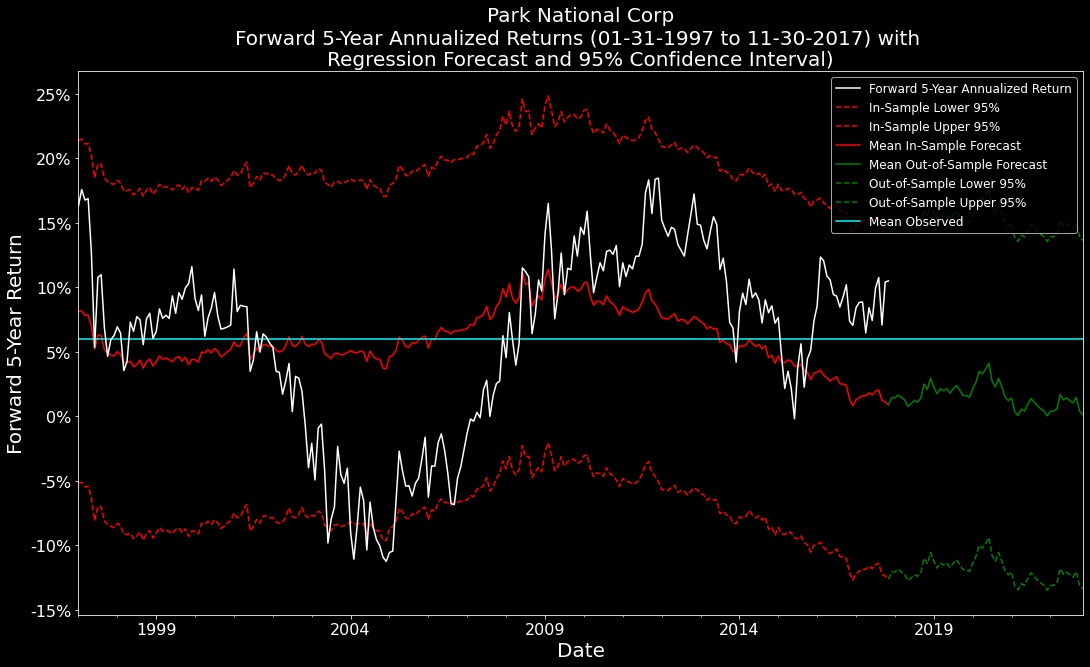 Park National Corp
Forward 5-Year Annualized Returns (01-31-1997 to 11-30-2017) with
Regression Forecast and 95% Confidence Interval)
Forward 5-Year Annualized Return
In-Sample Lower 95%
In-Sample Upper 95%
Mean In-Sample Forecast
Mean Out-of-Sample Forecast
Out-of-Sample Lower 95%
Out-of-Sample Upper 95%
Mean Observed
Forward 5-Year Return
25%
20%
15%
10%
5%
0%
-5%
-10%
-15%
1999
2004
2009
2014
2019
Date